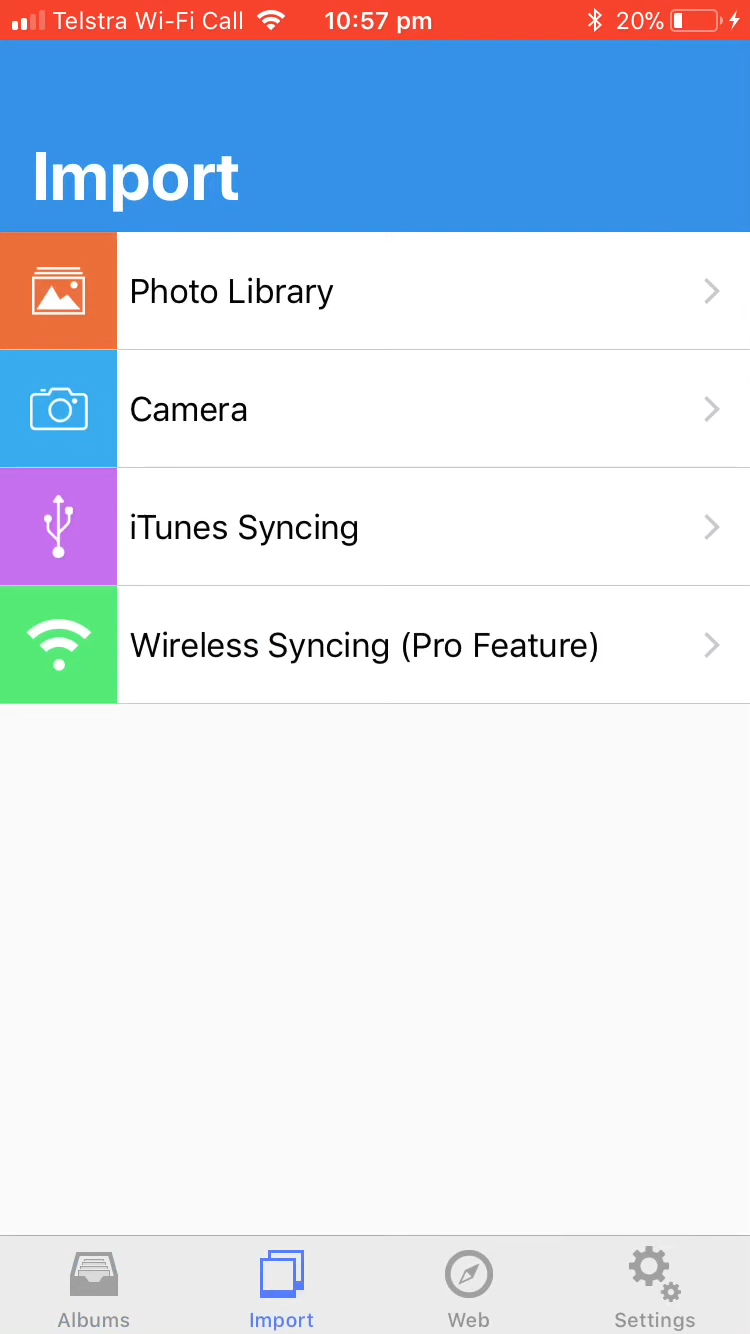 Telstra Wi-Fi Call 10:57 pm 20%
Import
Photo Library
Camera
iTunes Syncing
Wireless Syncing (Pro Feature)
Albums Import Web Settings